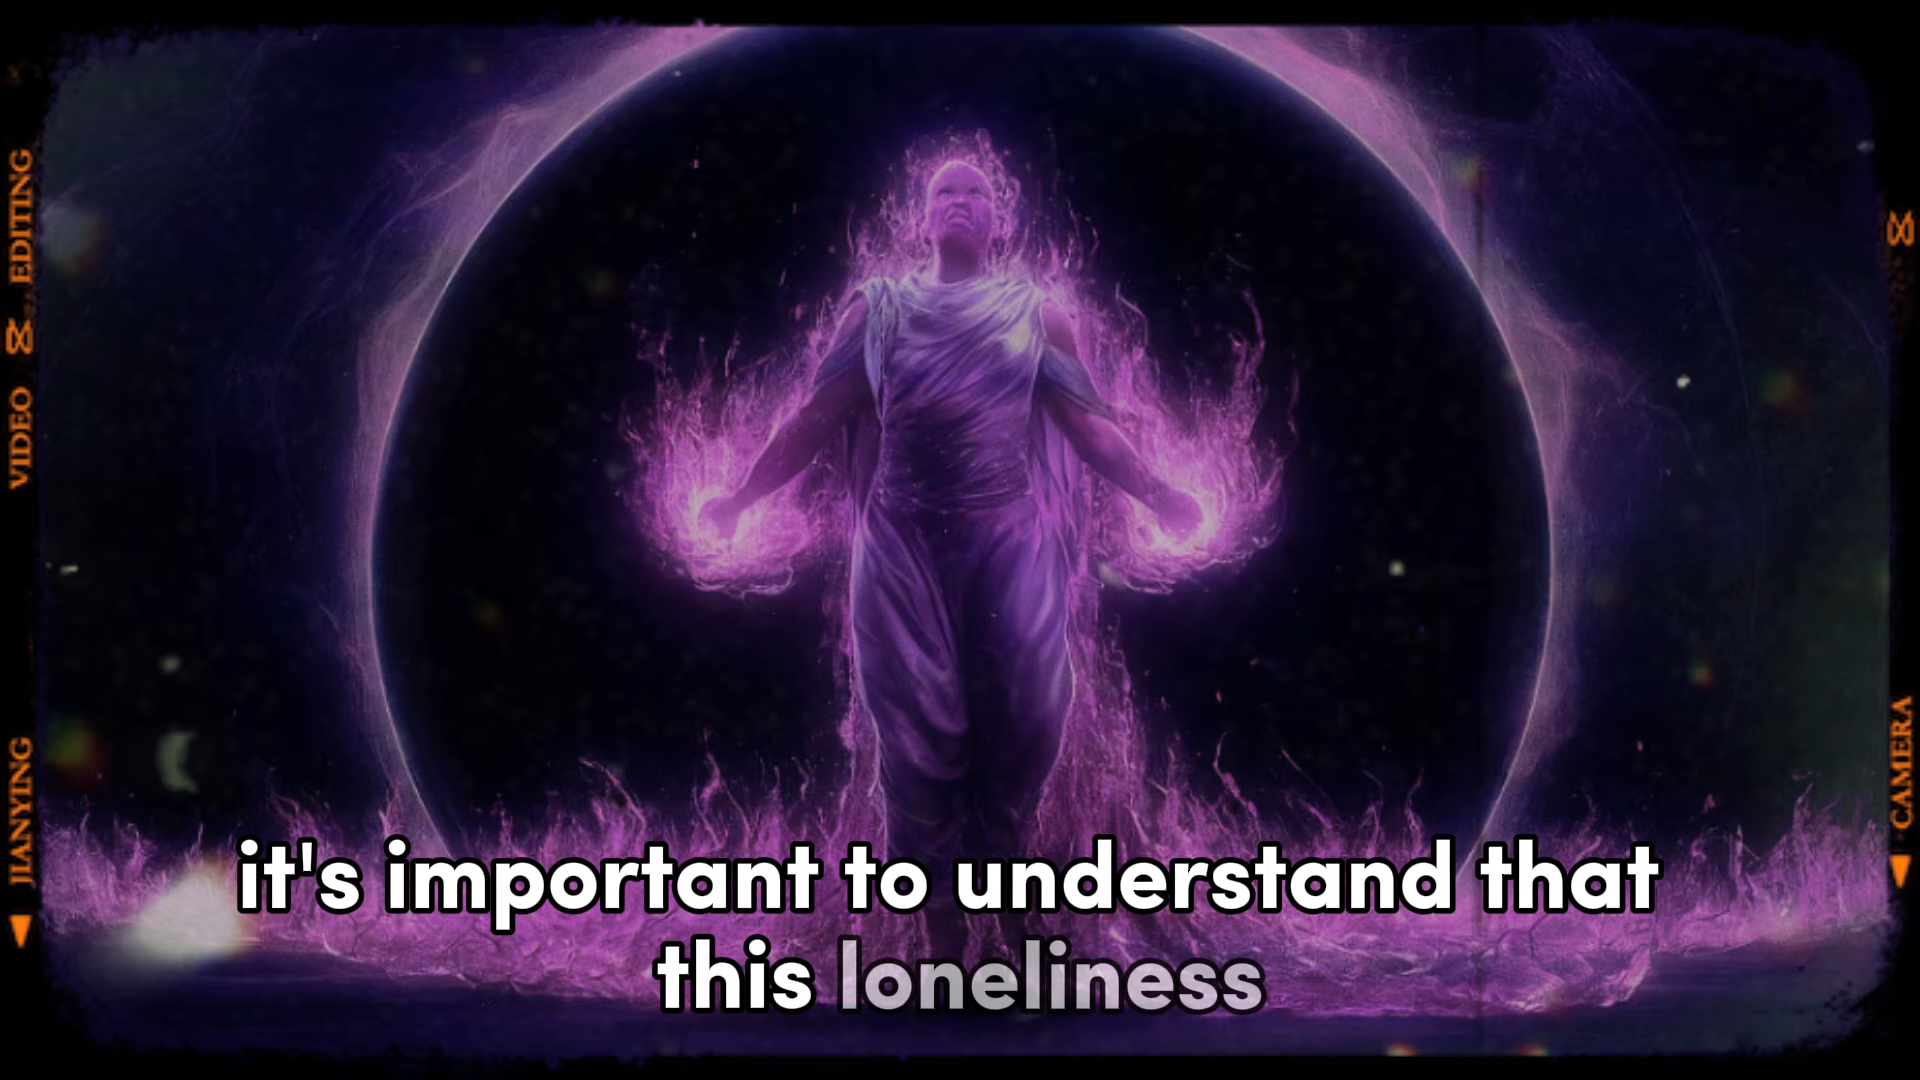 it's important to understand that
this loneliness
JIANYING
VIDEO
EDITING
CAMERA